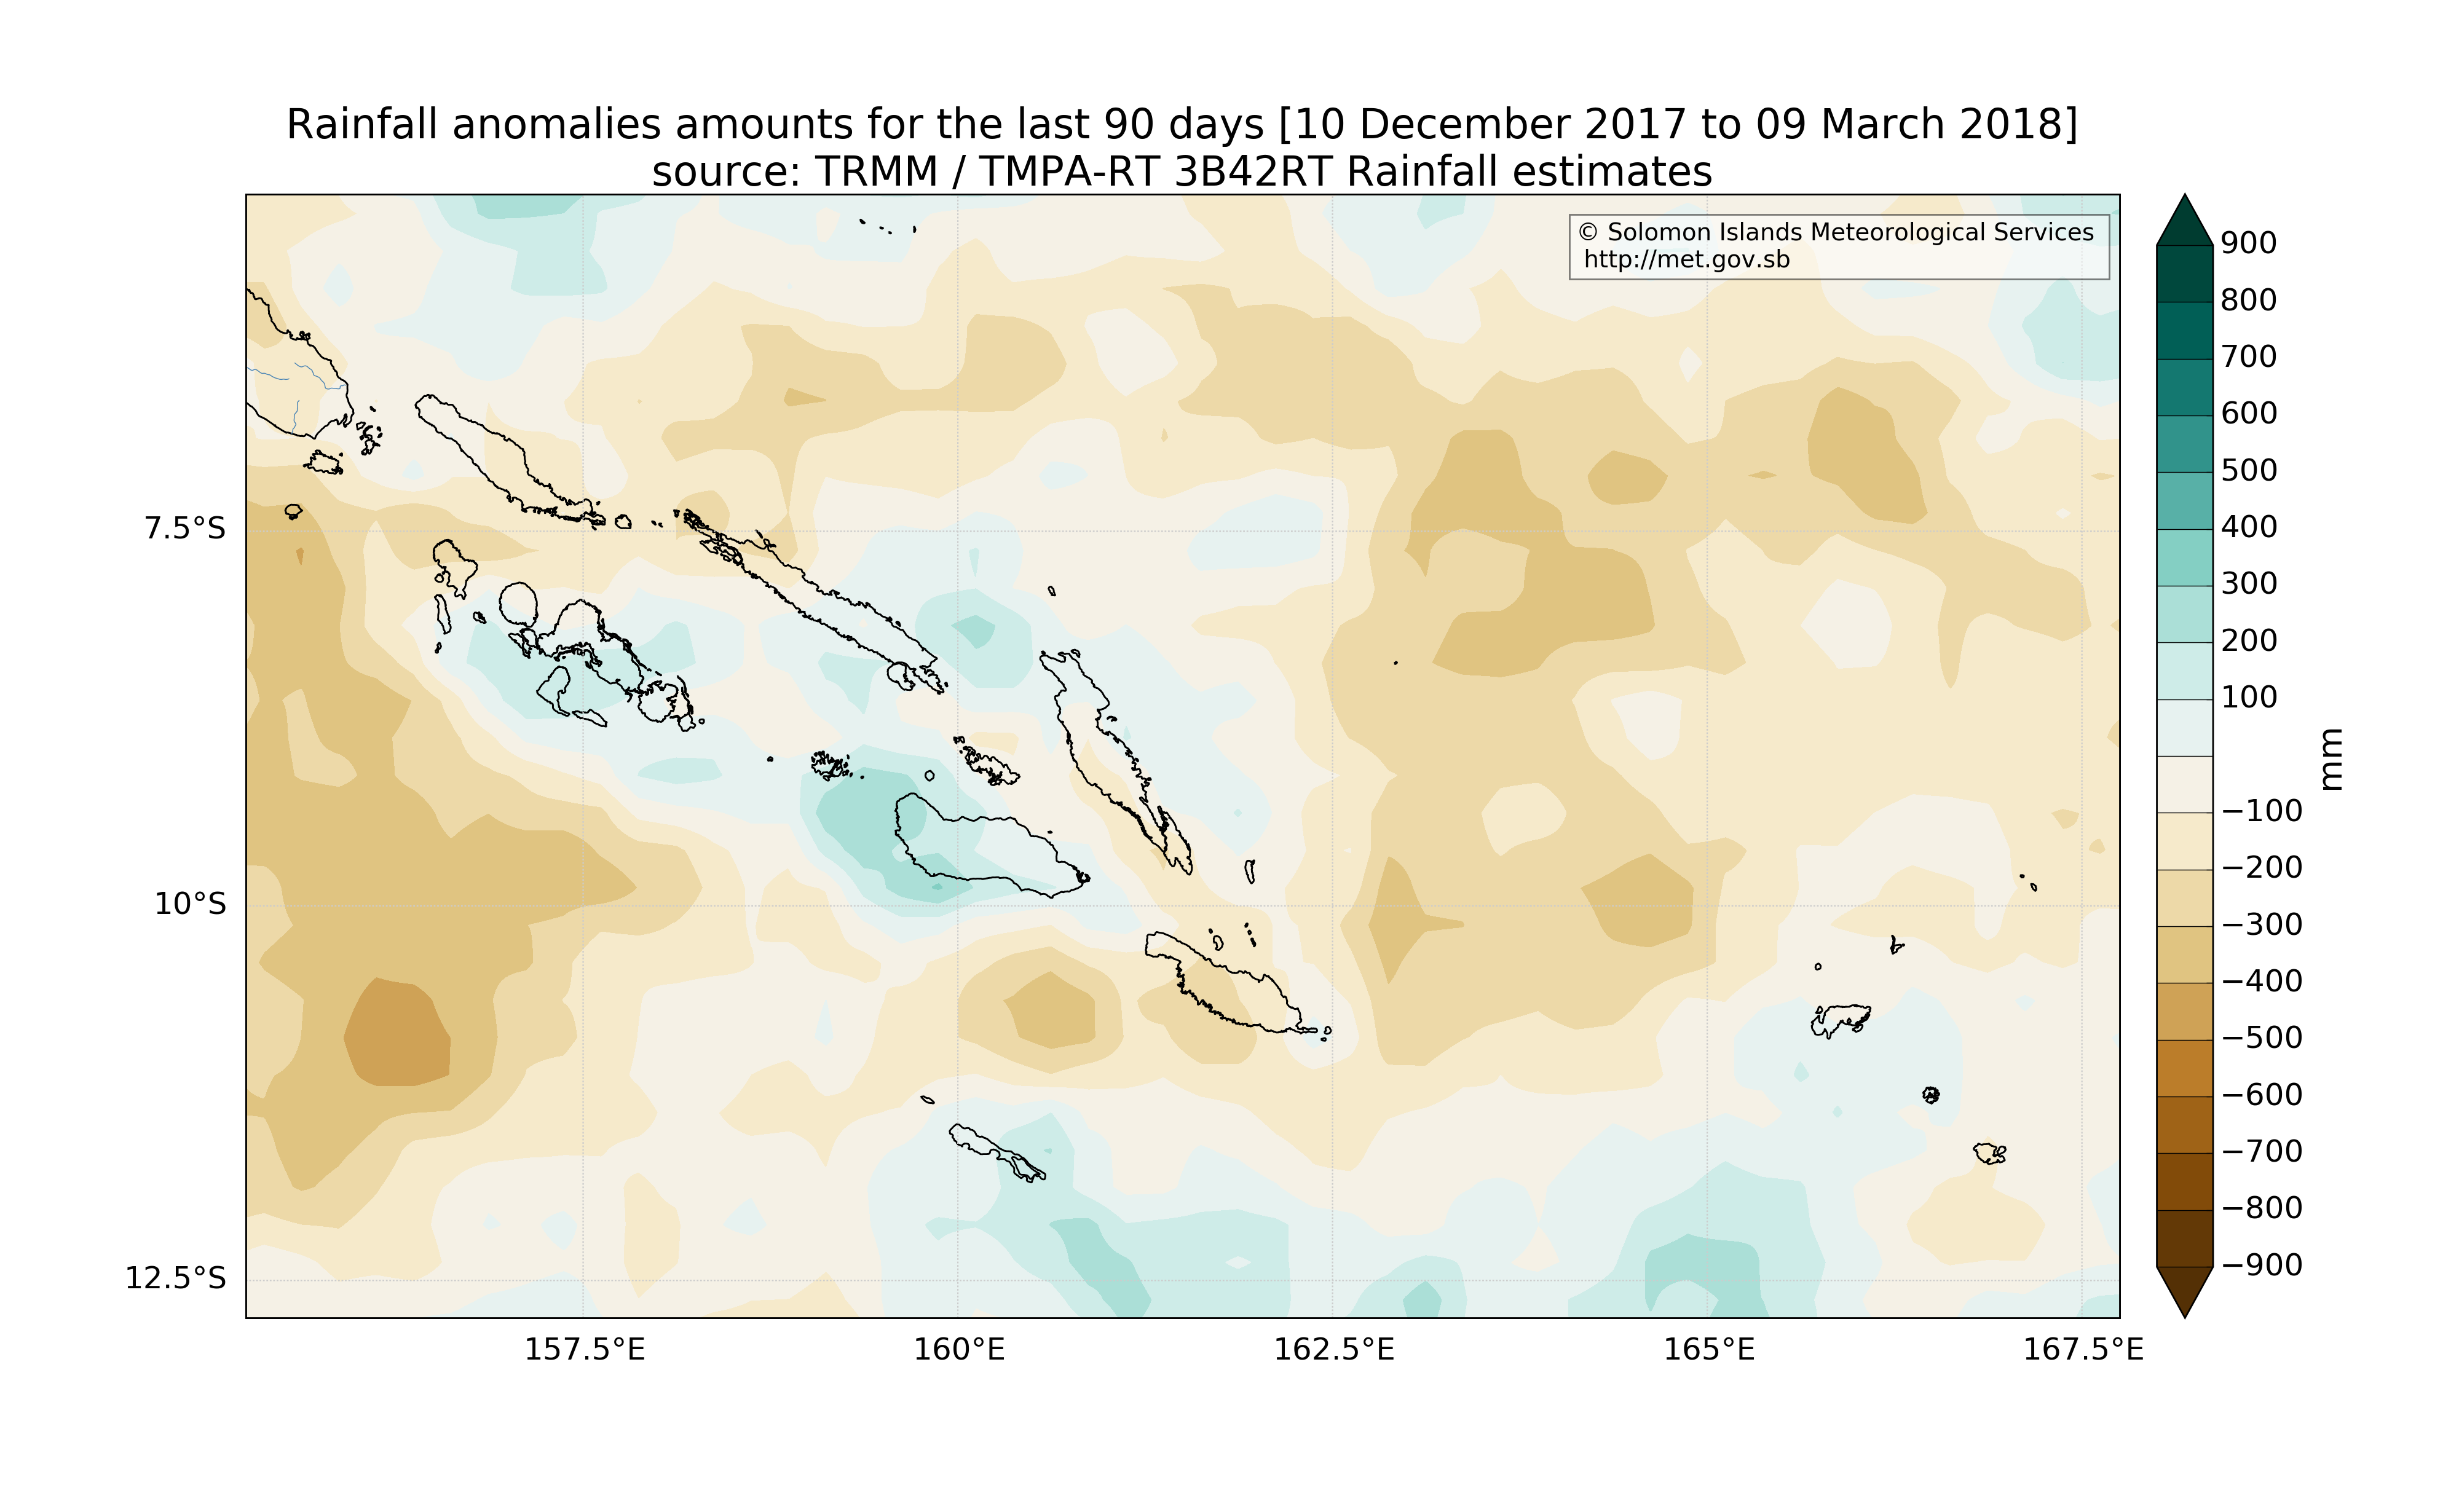 Rainfall anomalies amounts for the last 90 days [10 December 2017 to 09 March 2018]
source: TRMM / TMPA-RT 3B42RT Rainfall estimates
© Solomon Islands Meteorological Services
http://met.gov.sb
7.5°S
10°S
12.5°S
157.5°E
160°E
162.5°E
165°E
167.5°E
900
800
700
600
500
400
300
200
100
−100
−200
−300
−400
−500
−600
−700
−800
−900
mm